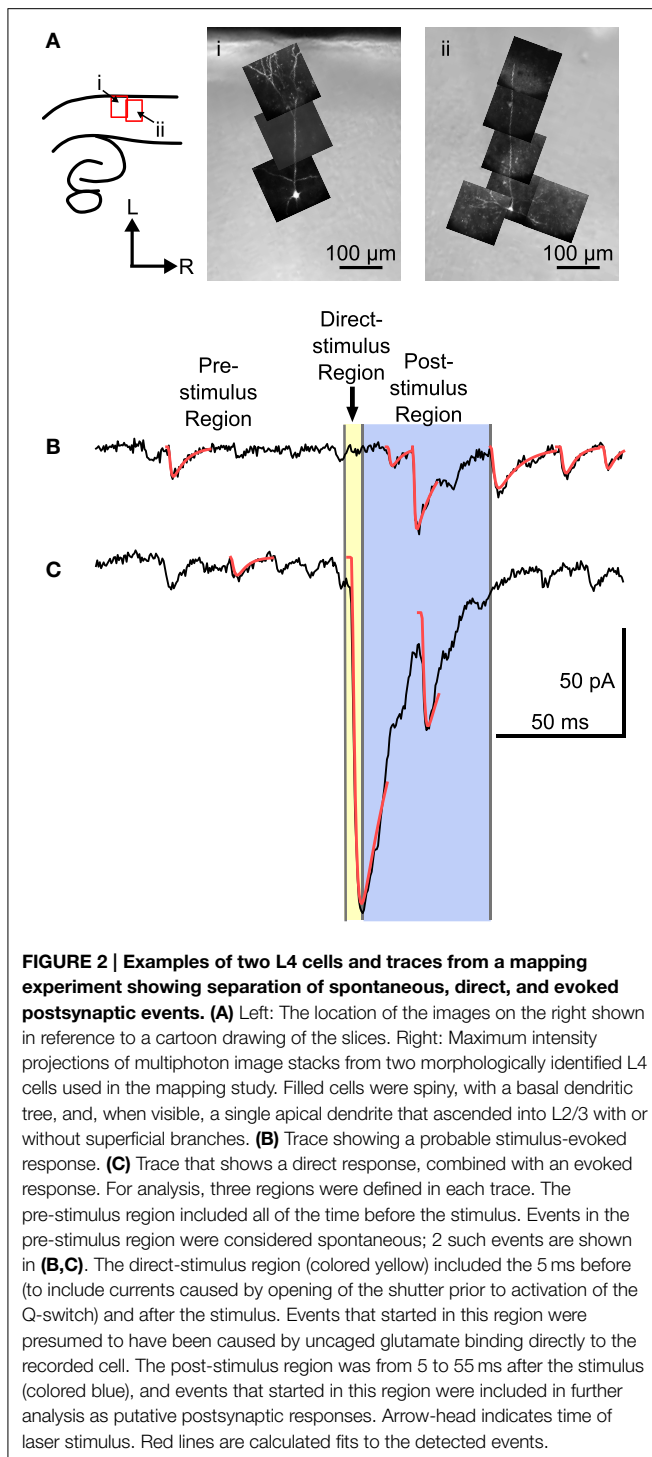 A
i
ii
i
ii
L
R
100 µm
100 µm
Direct-
stimulus
Region
Pre-
stimulus
Region
Post-
stimulus
Region
B
C
50 pA
50 ms
FIGURE 2 | Examples of two L4 cells and traces from a mapping
experiment showing separation of spontaneous, direct, and evoked
postsynaptic events. (A) Left: The location of the images on the right shown
in reference to a cartoon drawing of the slices. Right: Maximum intensity
projections of multiphoton image stacks from two morphologically identified L4
cells used in the mapping study. Filled cells were spiny, with a basal dendritic
tree, and, when visible, a single apical dendrite that ascended into L2/3 with or
without superficial branches. (B) Trace showing a probable stimulus-evoked
response. (C) Trace that shows a direct response, combined with an evoked
response. For analysis, three regions were defined in each trace. The
pre-stimulus region included all of the time before the stimulus. Events in the
pre-stimulus region were considered spontaneous; 2 such events are shown
in (B,C). The direct-stimulus region (colored yellow) included the 5 ms before
(to include currents caused by opening of the shutter prior to activation of the
Q-switch) and after the stimulus. Events that started in this region were
presumed to have been caused by uncaged glutamate binding directly to the
recorded cell. The post-stimulus region was from 5 to 55 ms after the stimulus
(colored blue), and events that started in this region were included in further
analysis as putative postsynaptic responses. Arrow-head indicates time of
laser stimulus. Red lines are calculated fits to the detected events.